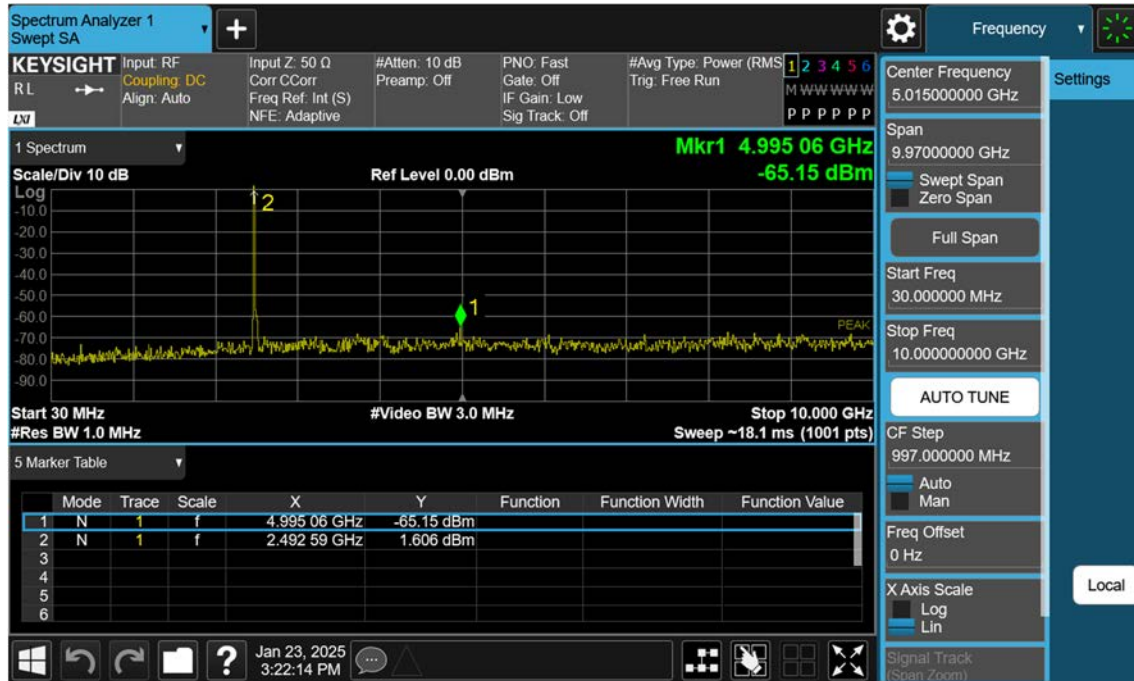 Spectrum Analyzer 1
Swept SA
+
Frequency
KEYSIGHT
RL
LXI
Input: RF
Coupling: DC
Align: Auto
Input Z: 50 Ω
Corr CCorr
Freq Ref: Int (S)
NFE: Adaptive
#Atten: 10 dB
Preamp: Off
PNO: Fast
Gate: Off
IF Gain: Low
Sig Track: Off
#Avg Type: Power (RMS
Trig: Free Run
1 2 3 4 5 6
M W W W W W
P P P P P P
1 Spectrum
Mkr1 4.995 06 GHz
-65.15 dBm
Scale/Div 10 dB
Ref Level 0.00 dBm
Log
-10.0
-20.0
-30.0
-40.0
-50.0
-60.0
-70.0
-80.0
-90.0
2
1
PEAK
Start 30 MHz
#Video BW 3.0 MHz
Stop 10.000 GHz
#Res BW 1.0 MHz
Sweep ~18.1 ms (1001 pts)
5 Marker Table
Mode Trace Scale X Y Function Function Width Function Value
1 N 1 f 4.995 06 GHz -65.15 dBm
2 N 1 f 2.492 59 GHz 1.606 dBm
3
4
5
6
?
Jan 23, 2025
3:22:14 PM
Center Frequency
5.015000000 GHz
Span
9.97000000 GHz
Swept Span
Zero Span
Full Span
Start Freq
30.000000 MHz
Stop Freq
10.000000000 GHz
AUTO TUNE
CF Step
997.000000 MHz
Auto
Man
Freq Offset
0 Hz
X Axis Scale
Log
Lin
Signal Track
(Span Zoom)
Settings
Local